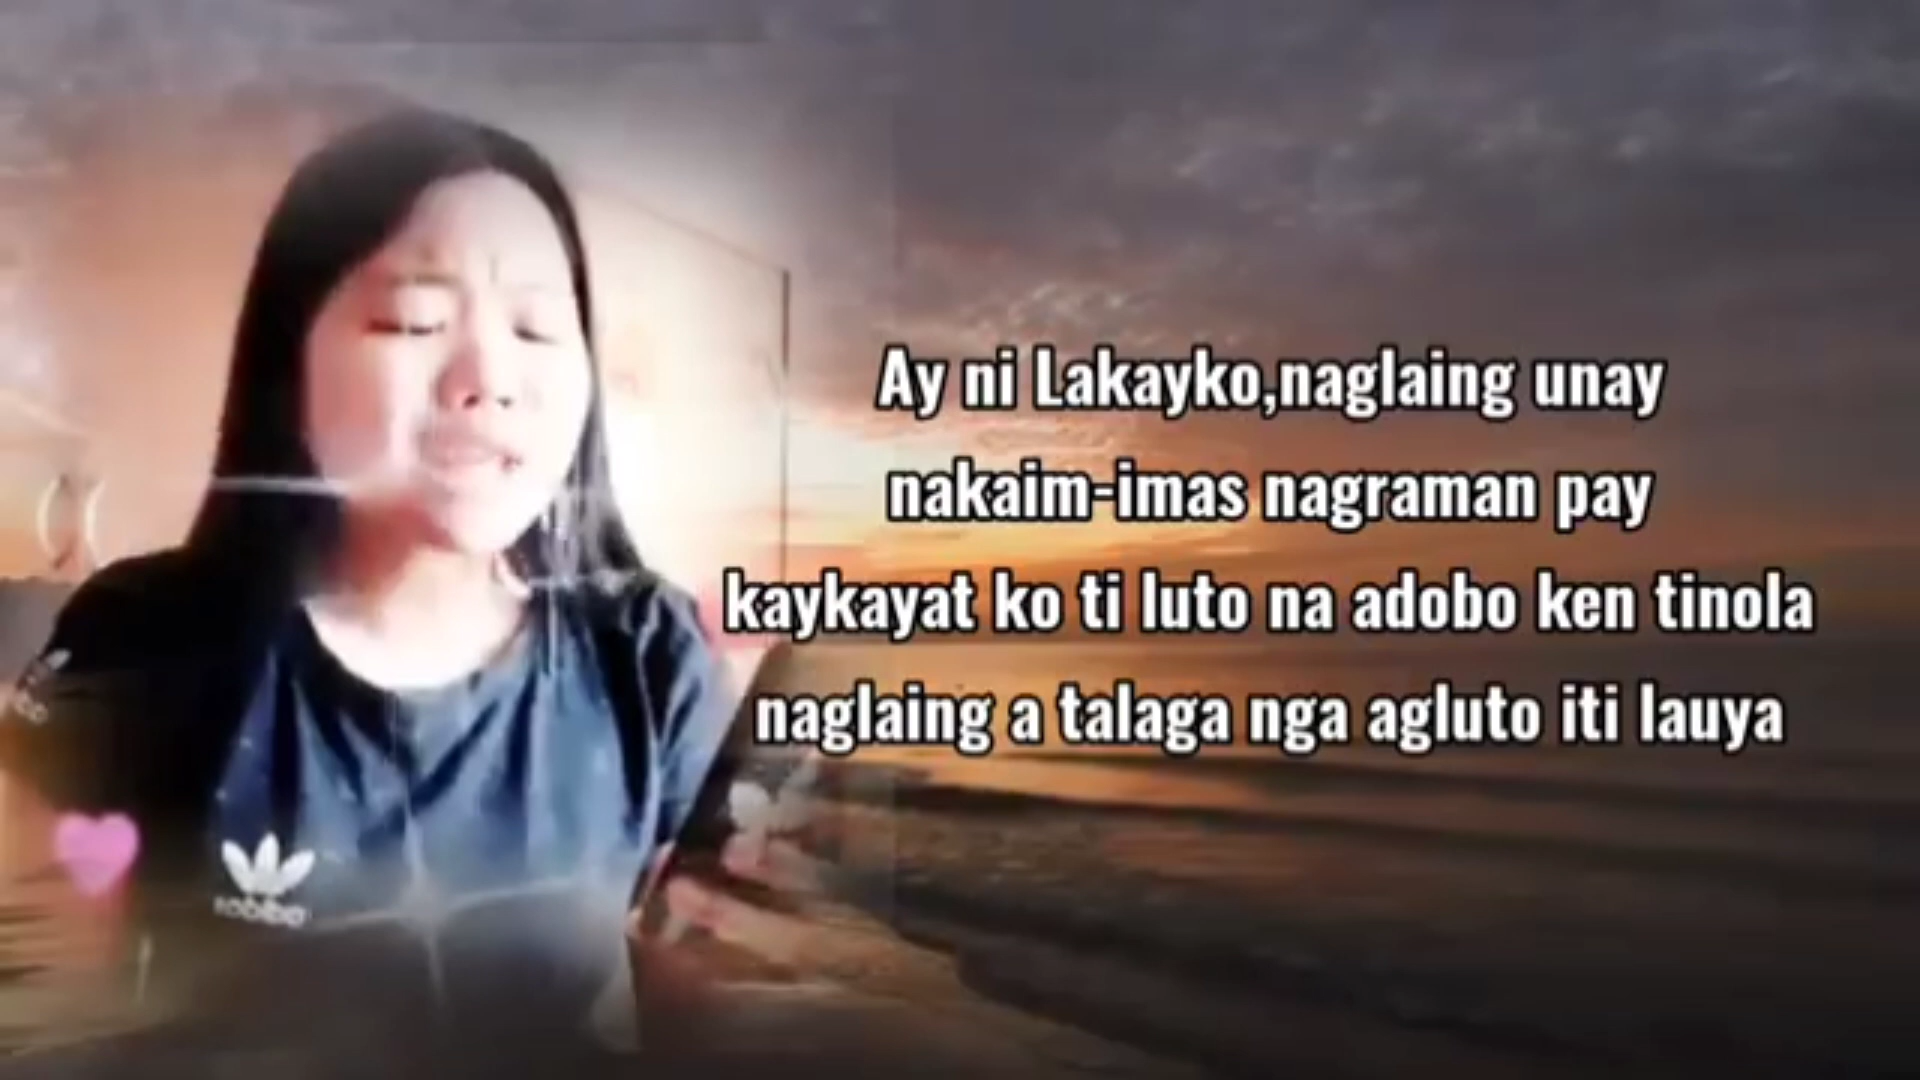 Ay ni Lakayko,naglaing unay
nakaim-imas nagraman pay
kaykayat ko ti luto na adobo ken tinola
naglaing a talaga nga agluto iti lauya